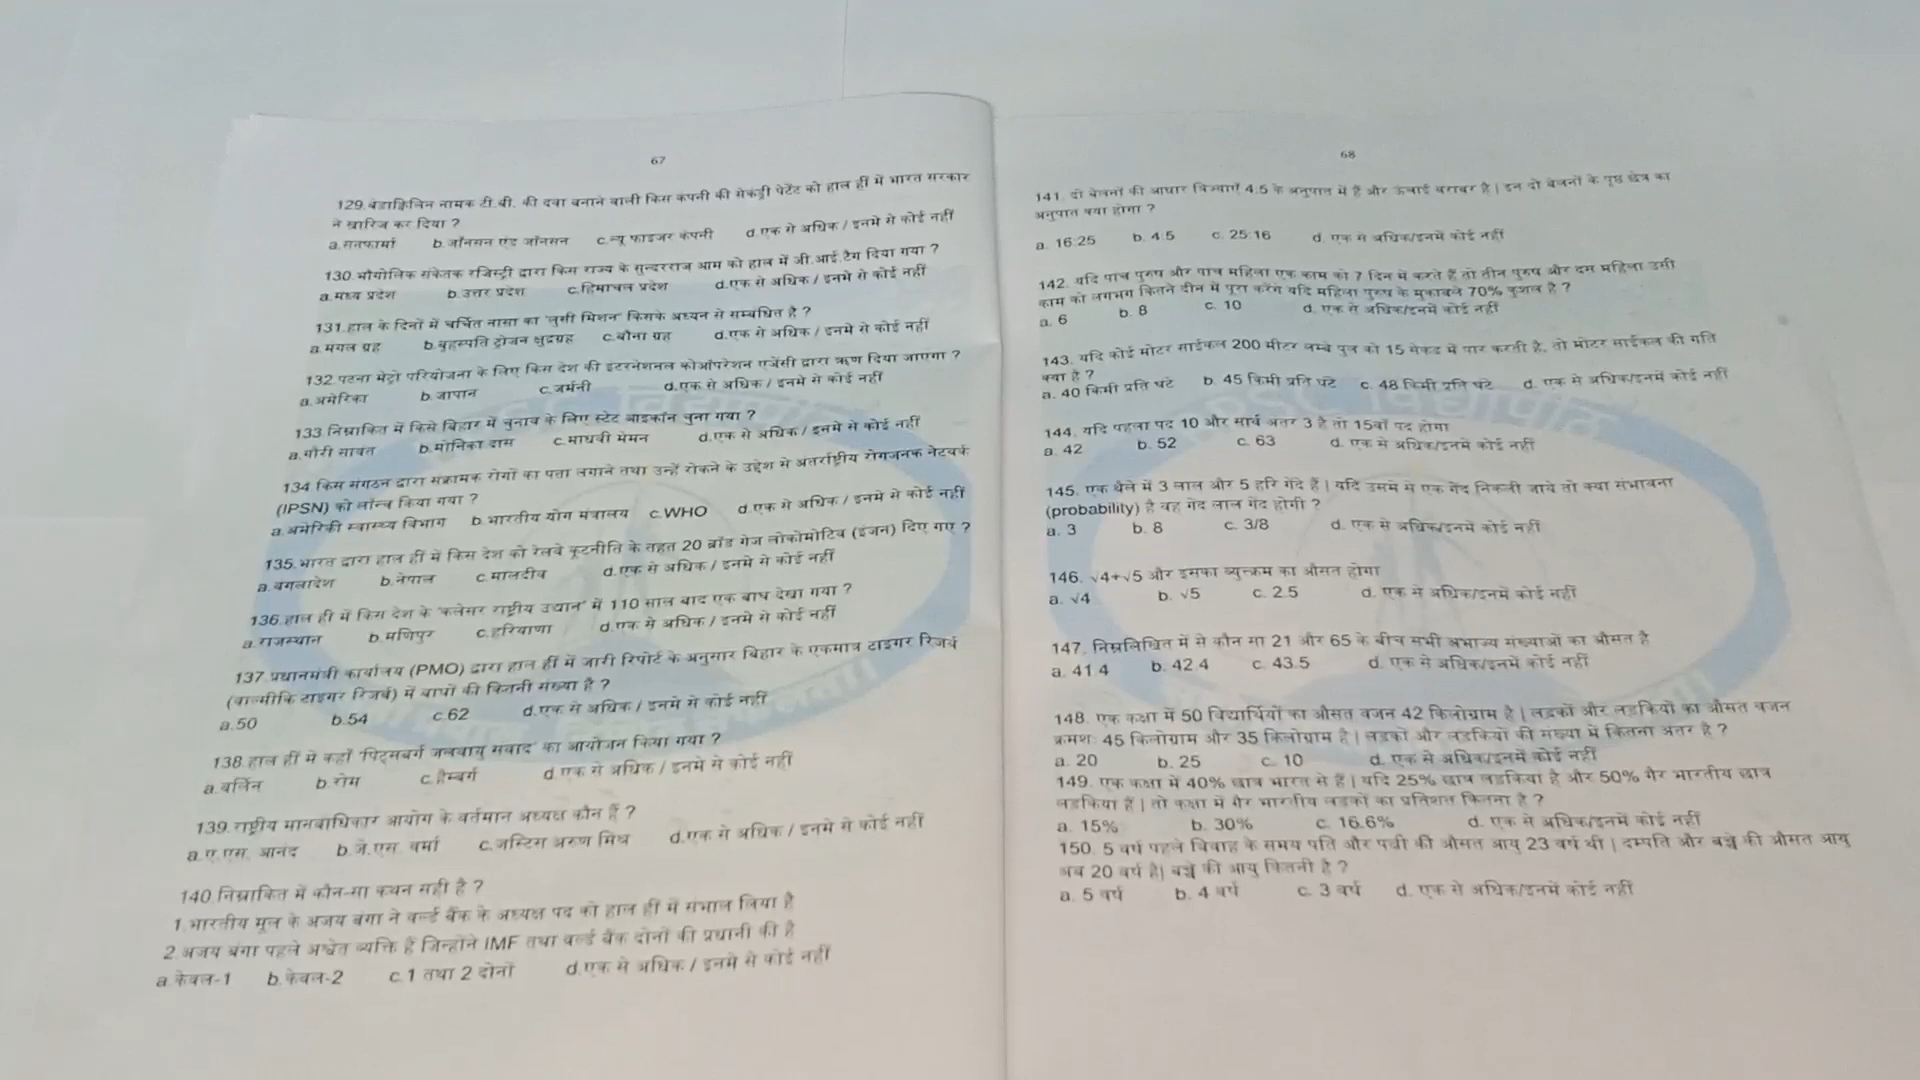 67
129.बेडाक्विलिन नामक टी.बी. की दवा बनाने वाली किस कंपनी की सेकंड्री पेटेंट को हाल हीं में भारत सरकार
ने खारिज कर दिया ?
a.सनफार्मा b.जॉनसन एंड जॉनसन c.न्यू फाइजर कंपनी d.एक से अधिक / इनमे से कोई नहीं
130.भौगोलिक संकेतक रजिस्ट्री द्वारा किस राज्य के सुन्दरराज आम को हाल में जी.आई.टैग दिया गया ?
a.मध्य प्रदेश b.उत्तर प्रदेश c.हिमाचल प्रदेश d.एक से अधिक / इनमे से कोई नहीं
131.हाल के दिनों में चर्चित नासा का 'लुसी मिशन' किसके अध्यन से सम्बंधित है ?
a.मंगल ग्रह b.बृहस्पति ट्रोजन क्षुद्रग्रह c.बौना ग्रह d.एक से अधिक / इनमे से कोई नहीं
132.पटना मेट्रो परियोजना के लिए किस देश की इंटरनेशनल कोऑपरेशन एजेंसी द्वारा ऋण दिया जाएगा ?
a.अमेरिका b.जापान c.जर्मनी d.एक से अधिक / इनमे से कोई नहीं
133.निम्नांकित में किसे बिहार में चुनाव के लिए स्टेट आइकॉन चुना गया ?
a.गौरी सावंत b.मोनिका दास c.माधवी मेमन d.एक से अधिक / इनमे से कोई नहीं
134.किस संगठन द्वारा संक्रामक रोगों का पता लगाने तथा उन्हें रोकने के उद्देश से अंतर्राष्ट्रीय रोगजनक नेटवर्क
(IPSN) को लॉन्च किया गया ?
a.अमेरिकी स्वास्थ्य विभाग b.भारतीय योग मंत्रालय c.WHO d.एक से अधिक / इनमे से कोई नहीं
135.भारत द्वारा हाल हीं में किस देश को रेलवे कूटनीति के तहत 20 ब्रॉड गेज लोकोमोटिव (इंजन) दिए गए ?
a.बंगलादेश b.नेपाल c.मालदीव d.एक से अधिक / इनमे से कोई नहीं
136.हाल ही में किस देश के 'कलेसर राष्ट्रीय उद्यान' में 110 साल बाद एक बाघ देखा गया ?
a.राजस्थान b.मणिपुर c.हरियाणा d.एक से अधिक / इनमे से कोई नहीं
137.प्रधानमंत्री कार्यालय (PMO) द्वारा हाल हीं में जारी रिपोर्ट के अनुसार बिहार के एकमात्र टाइगर रिजर्व
(वाल्मीकि टाइगर रिजर्व) में बाघों की कितनी संख्या है ?
a.50 b.54 c.62 d.एक से अधिक / इनमे से कोई नहीं
138.हाल हीं में कहाँ 'पिट्सबर्ग जलवायु संवाद' का आयोजन किया गया ?
a.बर्लिन b.रोम c.हैम्बर्ग d.एक से अधिक / इनमे से कोई नहीं
139.राष्ट्रीय मानवाधिकार आयोग के वर्तमान अध्यक्ष कौन हैं ?
a.ए.एस. आनंद b.जे.एस. वर्मा c.जस्टिस अरुण मिश्र d.एक से अधिक / इनमे से कोई नहीं
140.निम्नांकित में कौन-सा कथन सही है ?
1.भारतीय मूल के अजय बंगा ने वर्ल्ड बैंक के अध्यक्ष पद को हाल हीं में संभाल लिया है
2.अजय बंगा पहले अश्वेत व्यक्ति हैं जिन्होंने IMF तथा वर्ल्ड बैंक दोनों की प्रधानी की है
a.केवल-1 b.केवल-2 c.1 तथा 2 दोनों d.एक से अधिक / इनमे से कोई नहीं
68
141. दो बेलनों की आधार त्रिज्याएँ 4:5 के अनुपात में हैं और ऊंचाई बराबर है | इन दो बेलनों के पृष्ठ क्षेत्र का
अनुपात क्या होगा ?
a. 16:25 b. 4:5 c. 25:16 d. एक से अधिक/इनमें कोई नहीं
142. यदि पांच पुरुष और पांच महिला एक काम को 7 दिन में करते हैं तो तीन पुरुष और दस महिला उसी
काम को लगभग कितने दीन में पूरा करेंगे यदि महिला पुरुष के मुकाबले 70% कुशल है ?
a. 6 b. 8 c. 10 d. एक से अधिक/इनमें कोई नहीं
143. यदि कोई मोटर साईकल 200 मीटर लम्बे पुल को 15 सेकंड में पार करती है, तो मोटर साईकल की गति
क्या है ?
a. 40 किमी प्रति घंटे b. 45 किमी प्रति घंटे c. 48 किमी प्रति घंटे d. एक से अधिक/इनमें कोई नहीं
144. यदि पहला पद 10 और सार्व अंतर 3 है तो 15वाँ पद होगा
a. 42 b. 52 c. 63 d. एक से अधिक/इनमें कोई नहीं
145. एक थैले में 3 लाल और 5 हरि गेंदे हैं | यदि उसमे से एक गेंद निकली जाये तो क्या संभावना
(probability) है वह गेंद लाल गेंद होगी ?
a. 3 b. 8 c. 3/8 d. एक से अधिक/इनमें कोई नहीं
146. √4+√5 और इसका व्युत्क्रम का औसत होगा
a. √4 b. √5 c. 2.5 d. एक से अधिक/इनमें कोई नहीं
147. निम्नलिखित में से कौन सा 21 और 65 के बीच सभी अभाज्य संख्याओं का औसत है
a. 41.4 b. 42.4 c. 43.5 d. एक से अधिक/इनमें कोई नहीं
148. एक कक्षा में 50 विद्यार्थियों का औसत वजन 42 किलोग्राम है | लड़कों और लड़कियों का औसत वजन
क्रमश: 45 किलोग्राम और 35 किलोग्राम है | लड़कों और लड़कियों की संख्या में कितना अंतर है ?
a. 20 b. 25 c. 10 d. एक से अधिक/इनमें कोई नहीं
149. एक कक्षा में 40% छात्र भारत से हैं | यदि 25% छात्र लड़किया है और 50% गैर भारतीय छात्र
लड़किया हैं | तो कक्षा में गैर भारतीय लडकों का प्रतिशत कितना है ?
a. 15% b. 30% c. 16.6% d. एक से अधिक/इनमें कोई नहीं
150. 5 वर्ष पहले विवाह के समय पति और पत्नी की औसत आयु 23 वर्ष थी | दम्पति और बच्चे की औसत आयु
अब 20 वर्ष है| बच्चे की आयु कितनी है ?
a. 5 वर्ष b. 4 वर्ष c. 3 वर्ष d. एक से अधिक/इनमें कोई नहीं